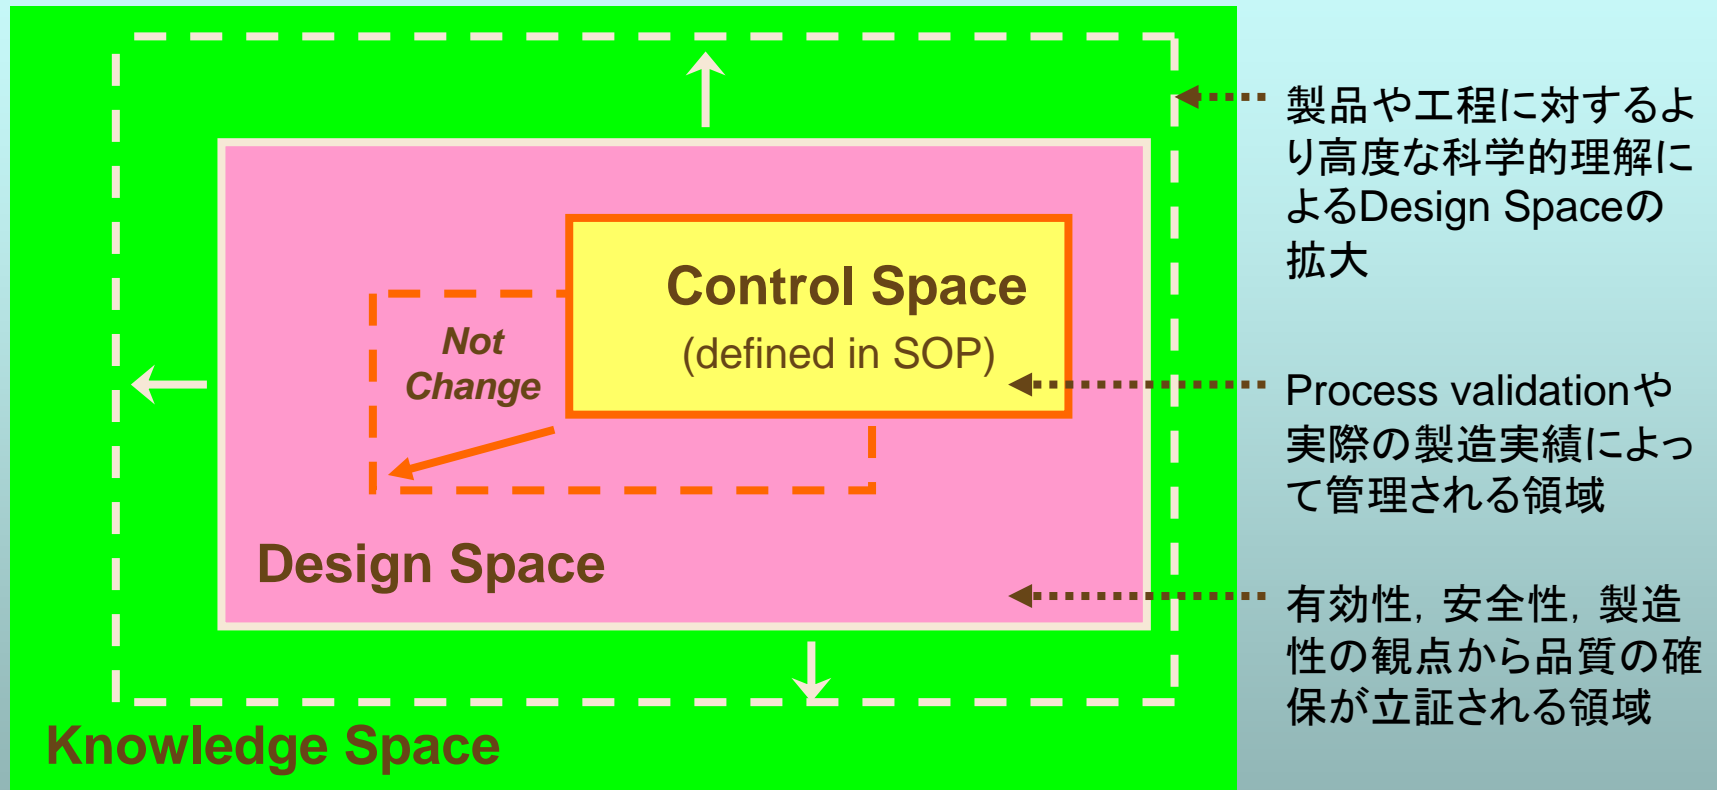 Control Space
(defined in SOP)
Not
Change
Design Space
Knowledge Space
製品や工程に対するよ
り高度な科学的理解に
よるDesign Spaceの
拡大
Process validationや
実際の製造実績によっ
て管理される領域
有効性，安全性，製造
性の観点から品質の確
保が立証される領域